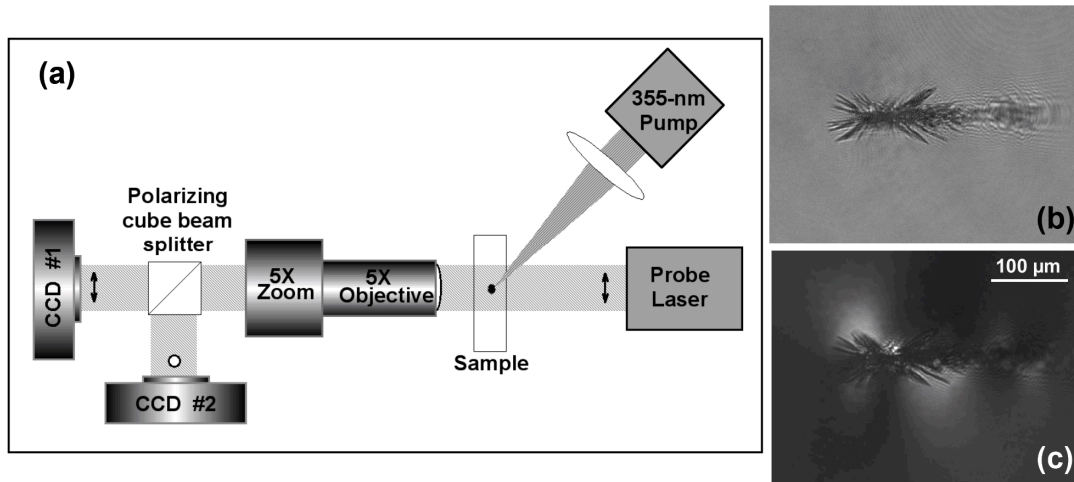 (a)
355-nm
Pump
Polarizing
cube beam
splitter
CCD #1
5X
Zoom
5X
Objective
Probe
Laser
Sample
CCD #2
(b)
100 µm
(c)